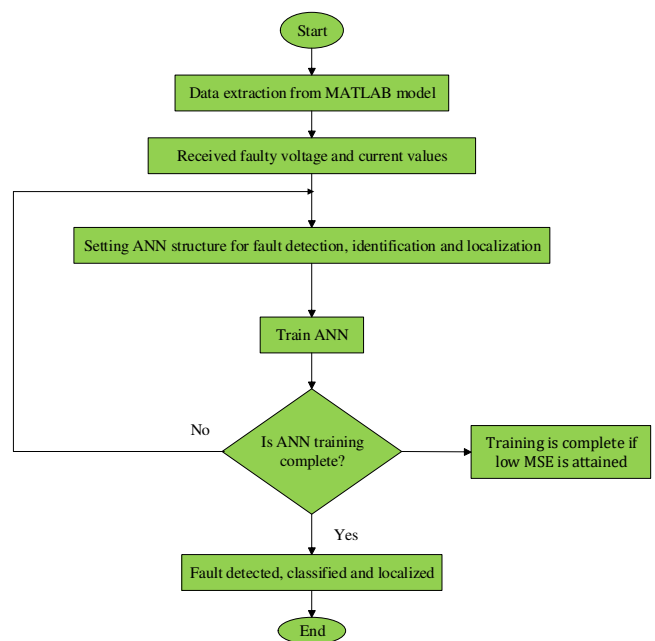 Start
Data extraction from MATLAB model
Received faulty voltage and current values
Setting ANN structure for fault detection, identification and localization
Train ANN
No
Is ANN training
complete?
Training is complete if
low MSE is attained
Yes
Fault detected, classified and localized
End